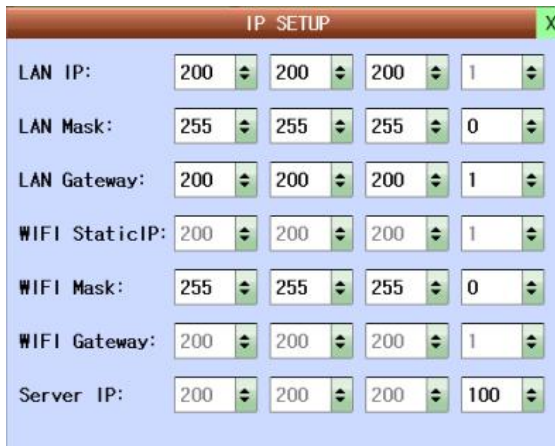 IP SETUP X
LAN IP: 200 200 200 1
LAN Mask: 255 255 255 0
LAN Gateway: 200 200 200 1
WIFI StaticIP: 200 200 200 1
WIFI Mask: 255 255 255 0
WIFI Gateway: 200 200 200 1
Server IP: 200 200 200 100